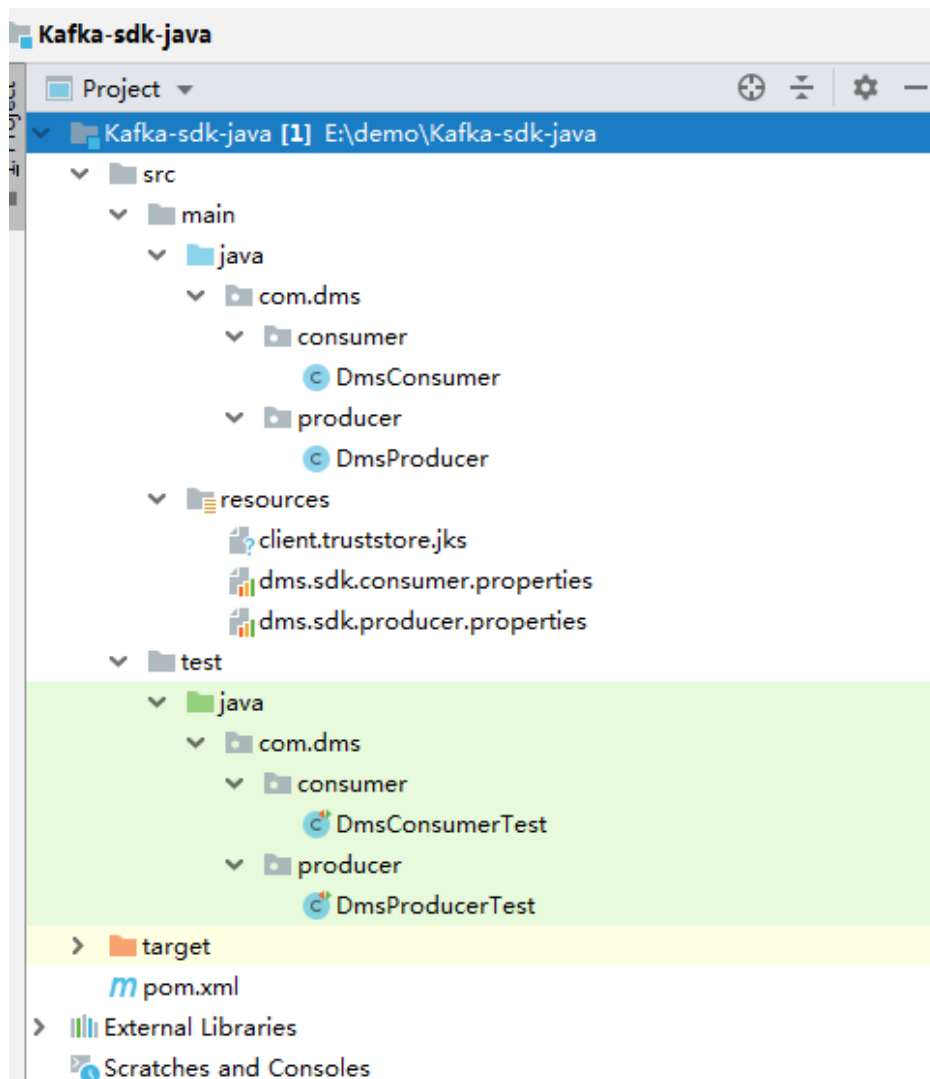 Kafka-sdk-java
Project
Kafka-sdk-java [1] E:\demo\Kafka-sdk-java
src
main
java
com.dms
consumer
DmsConsumer
producer
DmsProducer
resources
client.truststore.jks
dms.sdk.consumer.properties
dms.sdk.producer.properties
test
java
com.dms
consumer
DmsConsumerTest
producer
DmsProducerTest
target
pom.xml
External Libraries
Scratches and Consoles